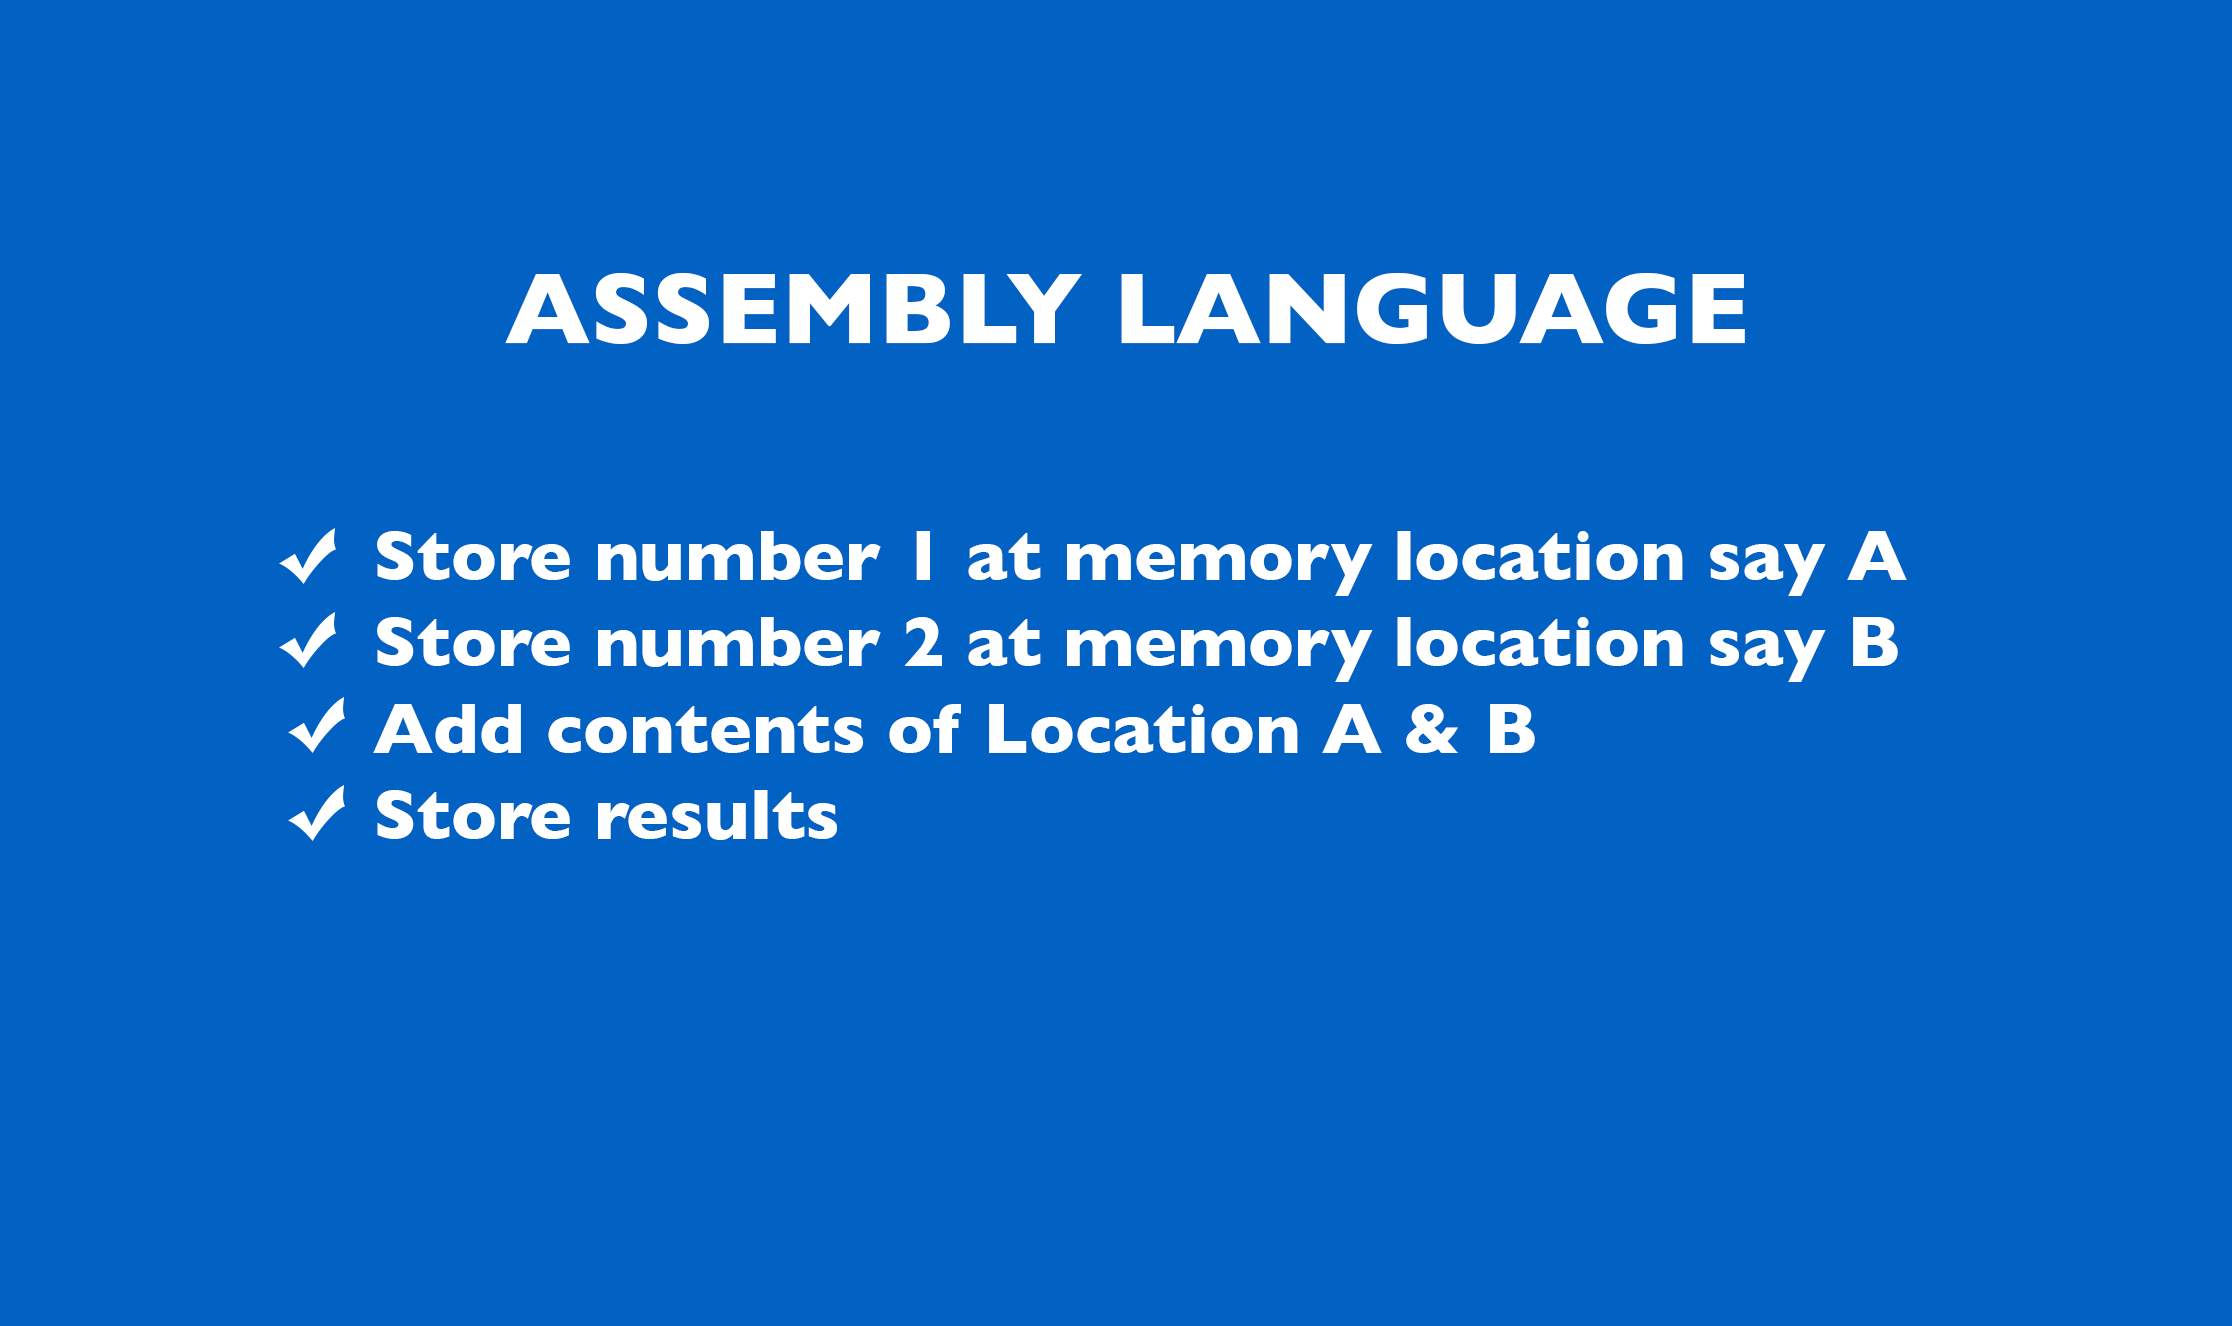 ASSEMBLY LANGUAGE
✓ Store number 1 at memory location say A
✓ Store number 2 at memory location say B
✓ Add contents of Location A & B
✓ Store results